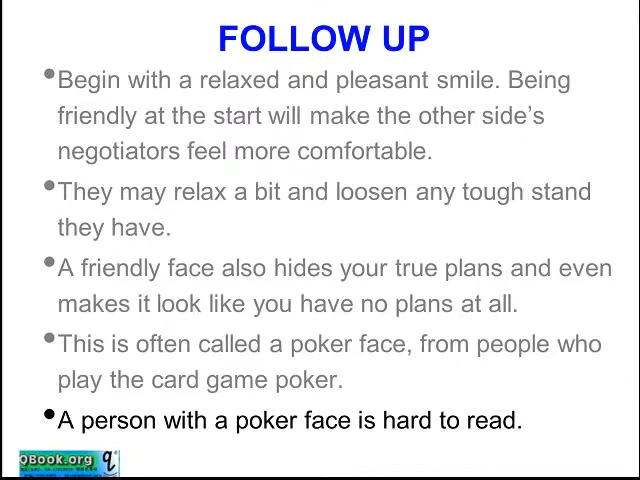 FOLLOW UP
•Begin with a relaxed and pleasant smile. Being
friendly at the start will make the other side’s
negotiators feel more comfortable.
•They may relax a bit and loosen any tough stand
they have.
•A friendly face also hides your true plans and even
makes it look like you have no plans at all.
•This is often called a poker face, from people who
play the card game poker.
•A person with a poker face is hard to read.
QBook.org q